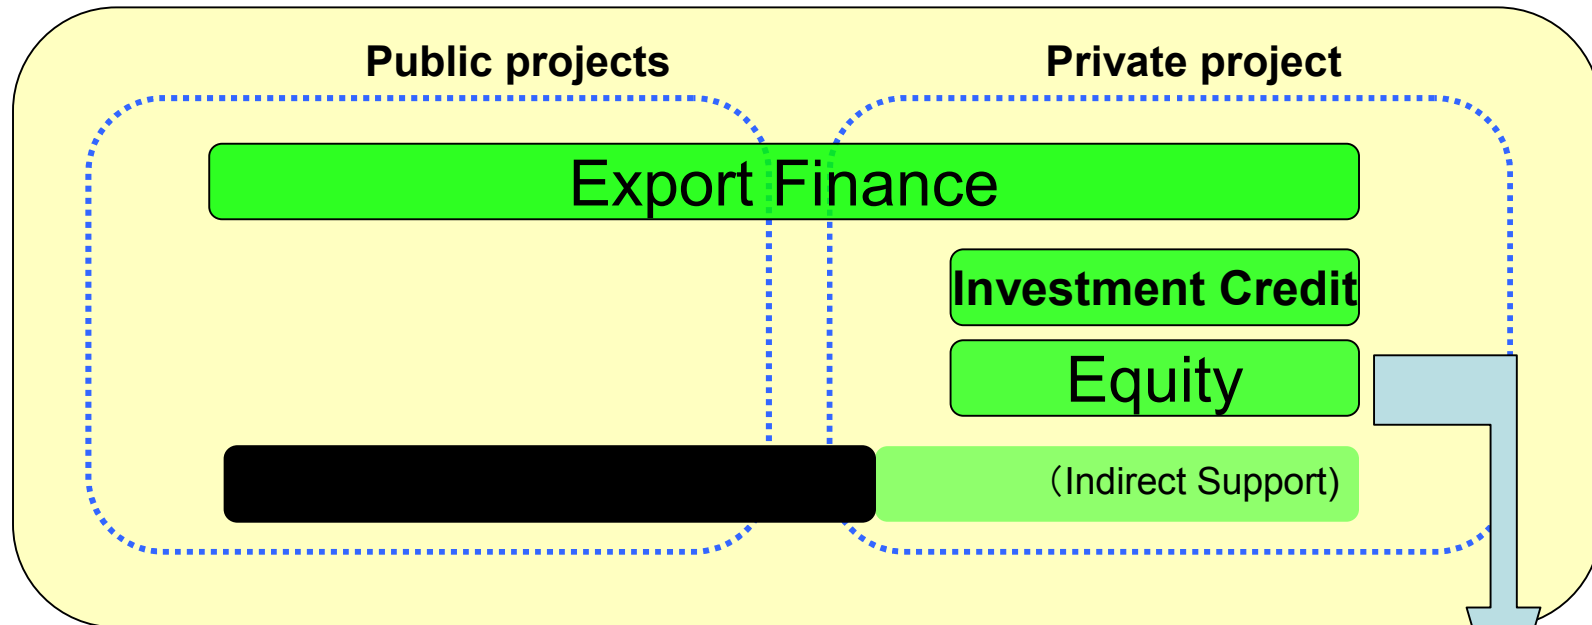 Public projects
Private project
Export Finance
Investment Credit
Equity
（Indirect Support)